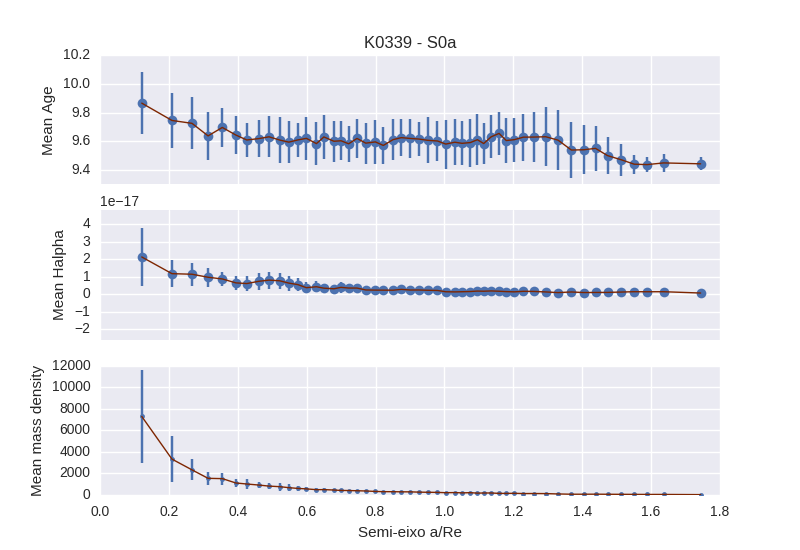 K0339 - S0a
10.2
10.0
9.8
9.6
9.4
Mean Age
1e−17
4
3
2
1
0
−1
−2
Mean Halpha
12000
10000
8000
6000
4000
2000
0
Mean mass density
0.0 0.2 0.4 0.6 0.8 1.0 1.2 1.4 1.6 1.8
Semi-eixo a/Re